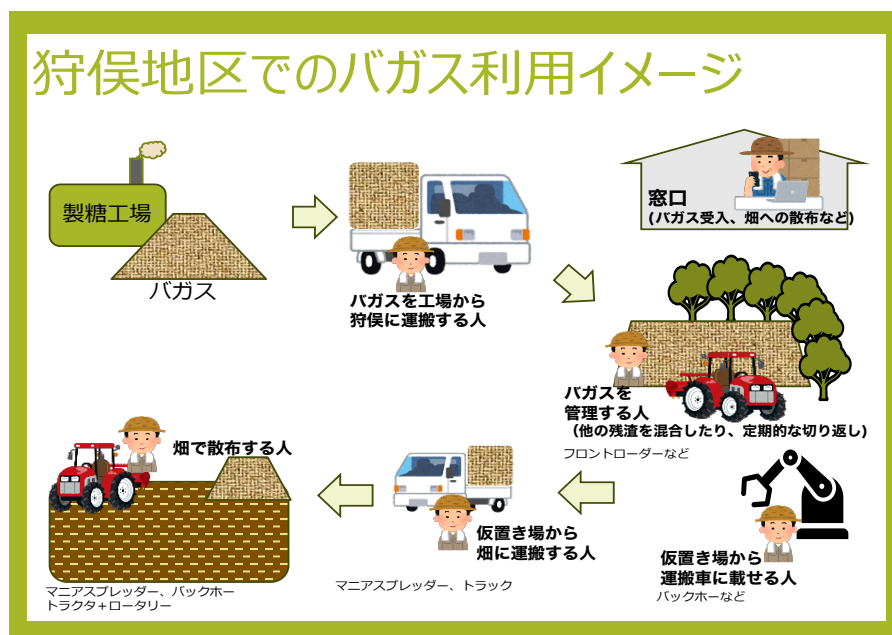 狩俣地区でのバガス利用イメージ
製糖工場
バガス
バガスを工場から
狩俣に運搬する人
窓口
(バガス受入、畑への散布など)
バガスを
管理する人
(他の残渣を混合したり、定期的な切り返し)
フロントローダーなど
仮置き場から
運搬車に載せる人
バックホーなど
仮置き場から
畑に運搬する人
マニアスプレッダー、トラック
畑で散布する人
マニアスプレッダー、バックホー
トラクタ+ロータリー